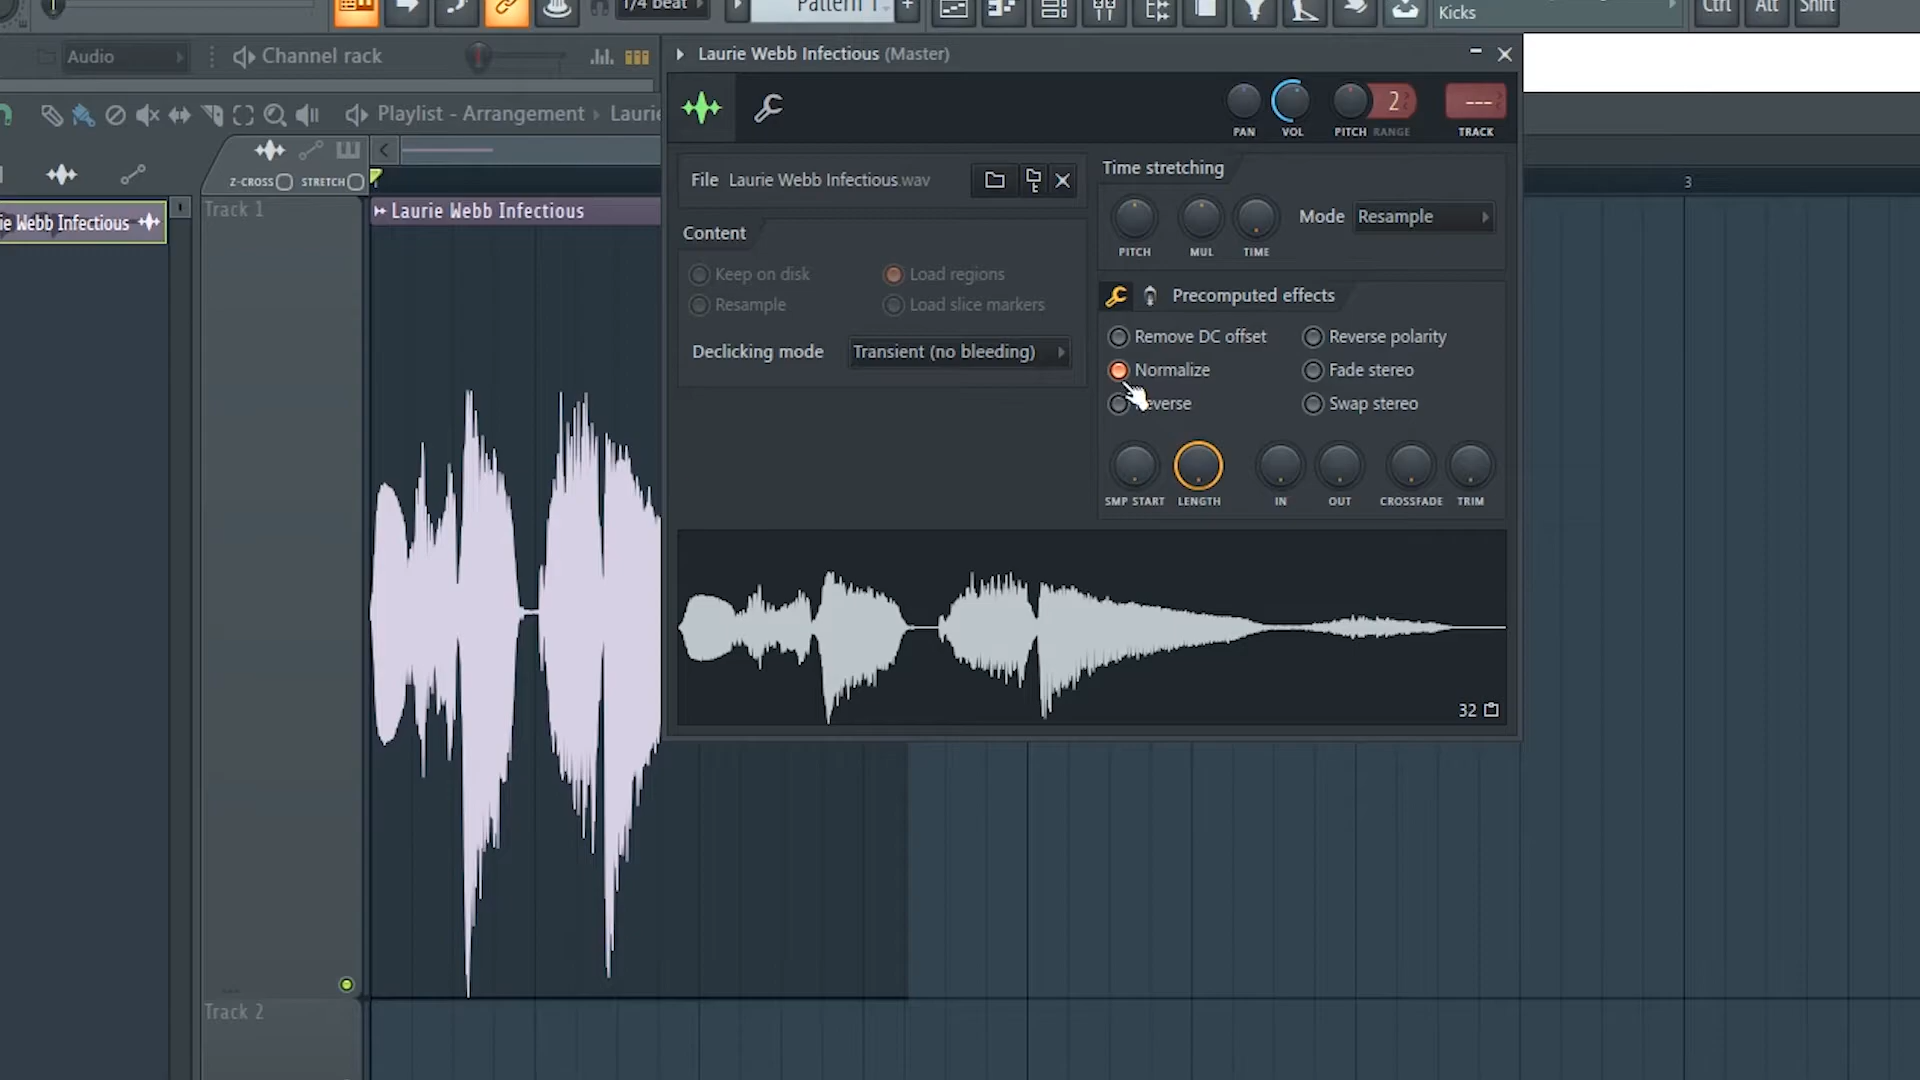 1/4 beat
Pattern 1
+
Kicks
Ctrl
Alt
Shift
Audio
Channel rack
Laurie Webb Infectious (Master)
2
---
PAN
VOL
PITCH
RANGE
TRACK
Playlist - Arrangement
Z-CROSS
STRETCH
File
Laurie Webb Infectious.wav
Time stretching
3
Track 1
Laurie Webb Infectious
Webb Infectious
Content
Mode
Resample
PITCH
MUL
TIME
Keep on disk
Load regions
Resample
Load slice markers
Precomputed effects
Declicking mode
Transient (no bleeding)
Remove DC offset
Reverse polarity
Normalize
Fade stereo
Swap stereo
SMP START
LENGTH
IN
OUT
CROSSFADE
TRIM
32
Track 2